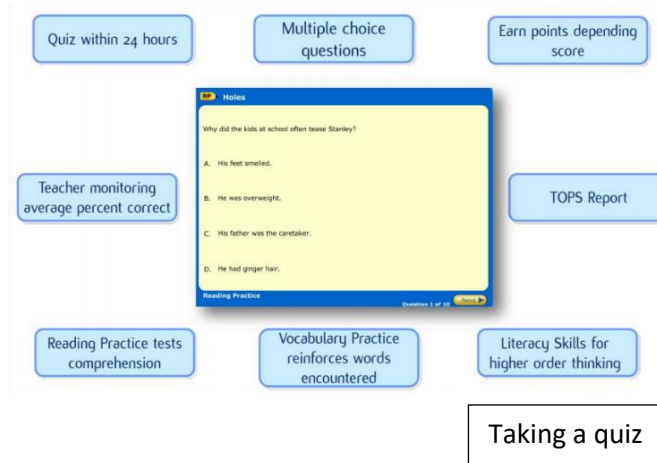 Quiz within 24 hours
Multiple choice
questions
Earn points depending
score
RP Holes
Why did the kids at school often tease Stanley?
A. His feet smelled.
B. He was overweight.
C. His father was the caretaker.
D. He had ginger hair.
Reading Practice
Question 1 of 10
Next
Teacher monitoring
average percent correct
TOPS Report
Reading Practice tests
comprehension
Vocabulary Practice
reinforces words
encountered
Literacy Skills for
higher order thinking
Taking a quiz